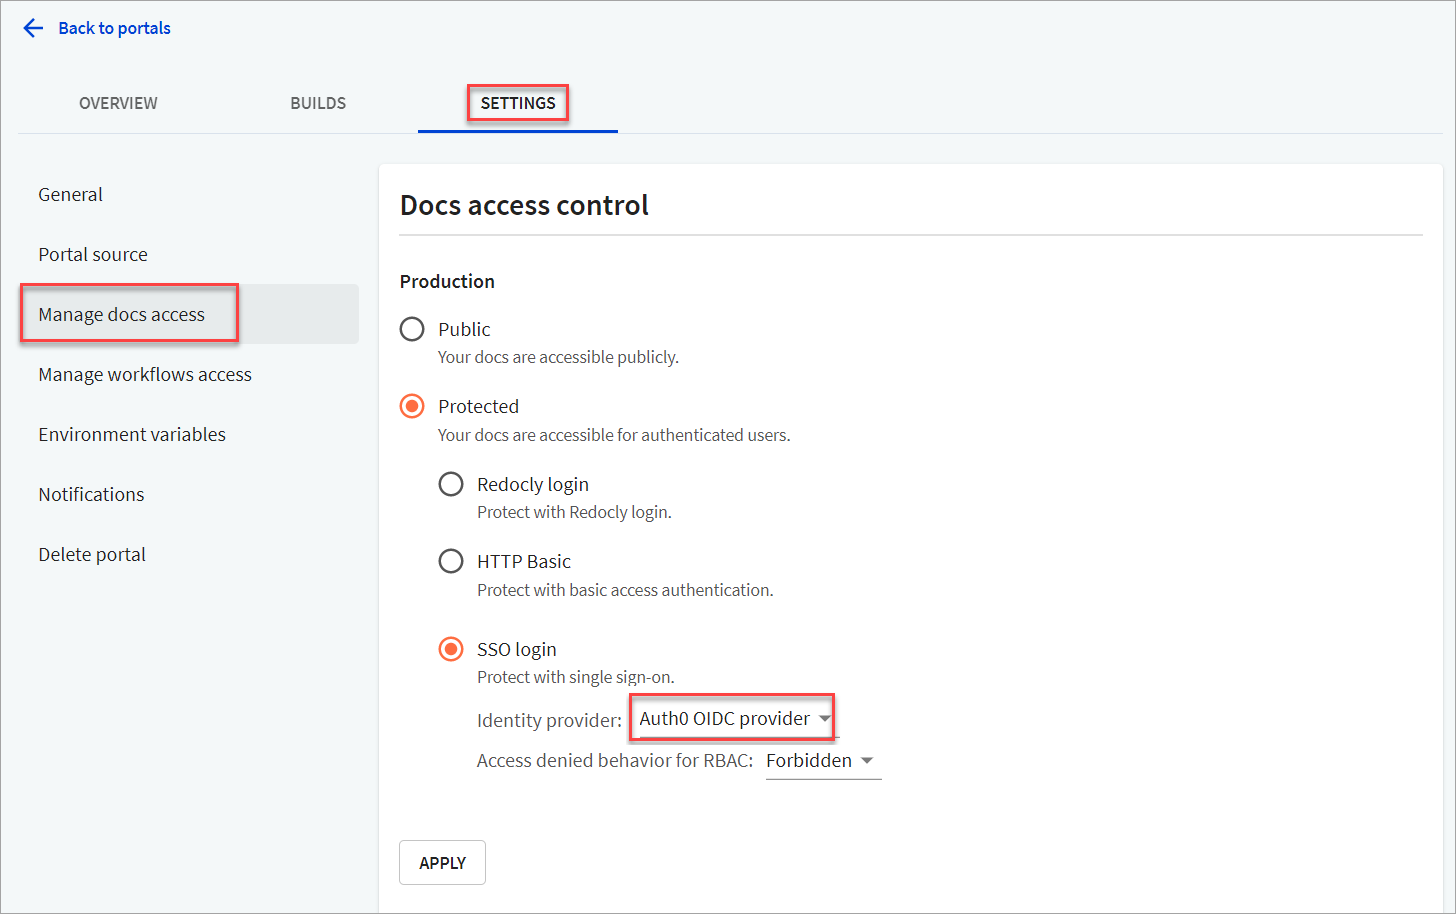 Back to portals
OVERVIEW
BUILDS
SETTINGS
General
Portal source
Manage docs access
Manage workflows access
Environment variables
Notifications
Delete portal
Docs access control
Production
Public
Your docs are accessible publicly.
Protected
Your docs are accessible for authenticated users.
Redocly login
Protect with Redocly login.
HTTP Basic
Protect with basic access authentication.
SSO login
Protect with single sign-on.
Identity provider: Auth0 OIDC provider
Access denied behavior for RBAC: Forbidden
APPLY